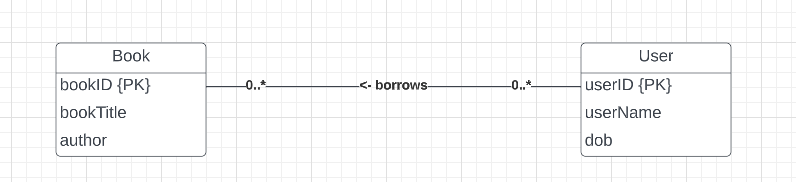 Book
bookID {PK}
bookTitle
author
0..*
<- borrows
0..*
User
userID {PK}
userName
dob